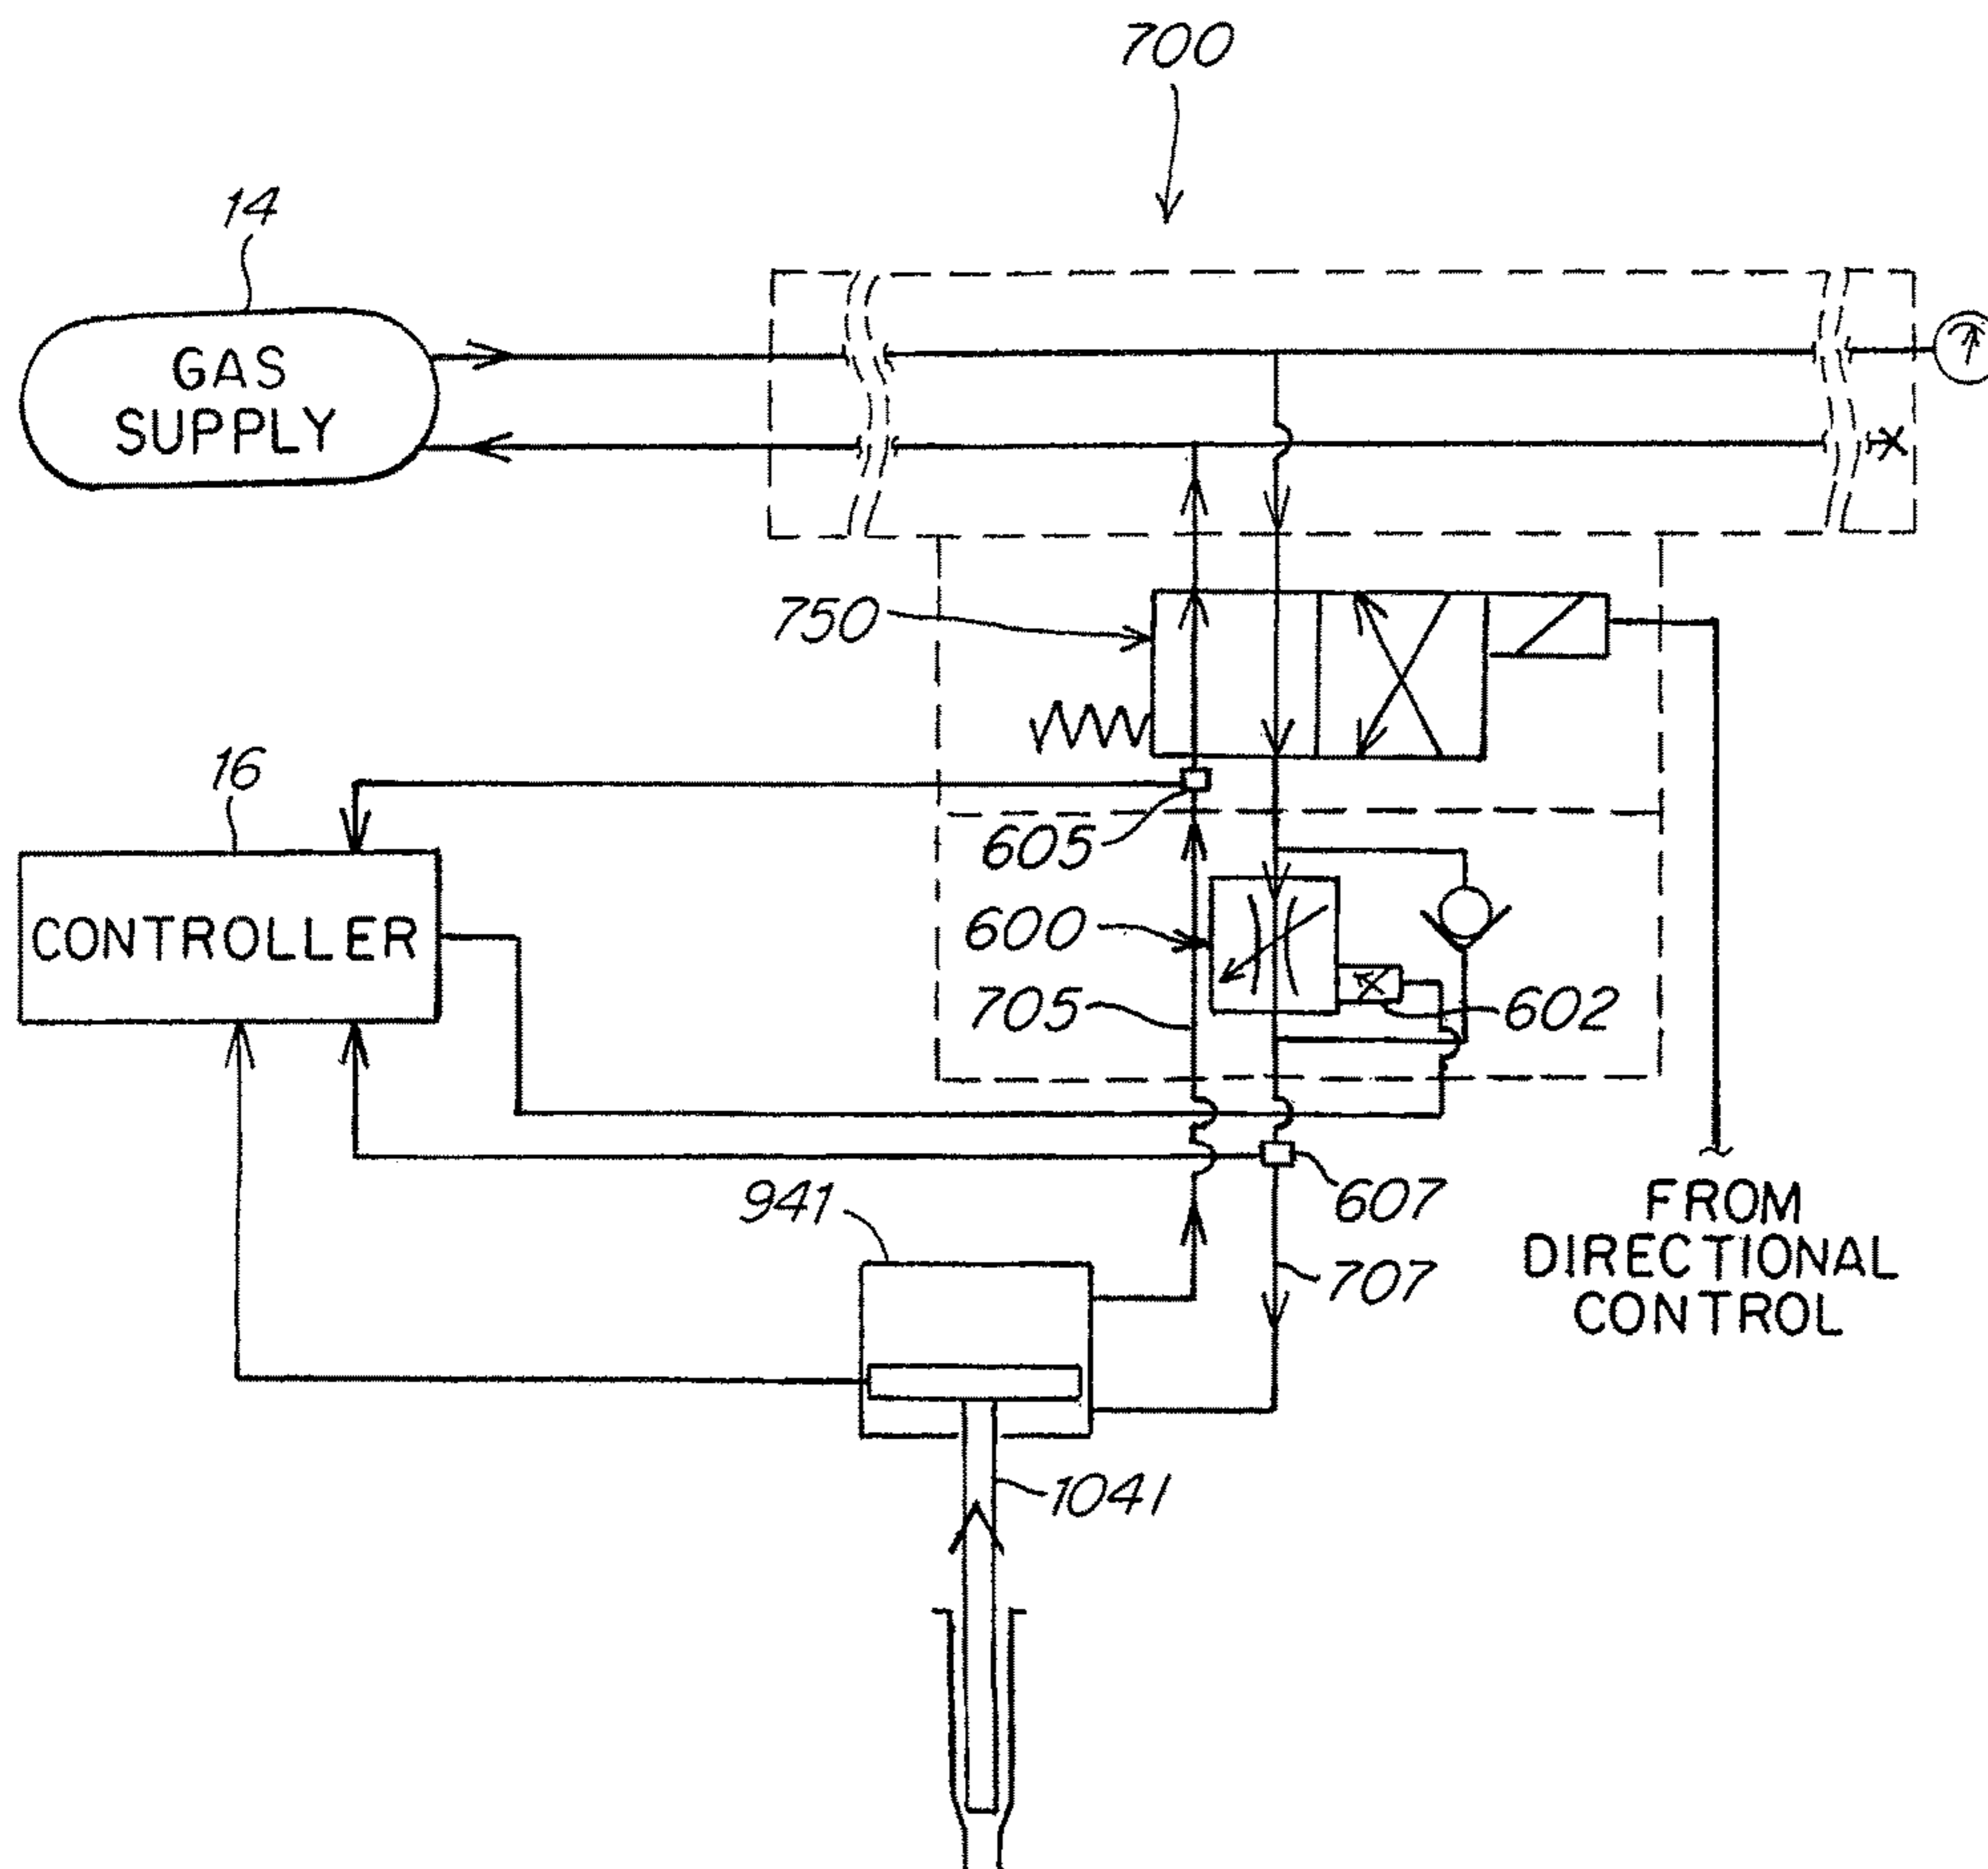 700
14
GAS
SUPPLY
750
16
605
CONTROLLER
600
705
602
941
607
707
FROM
DIRECTIONAL
CONTROL
1041